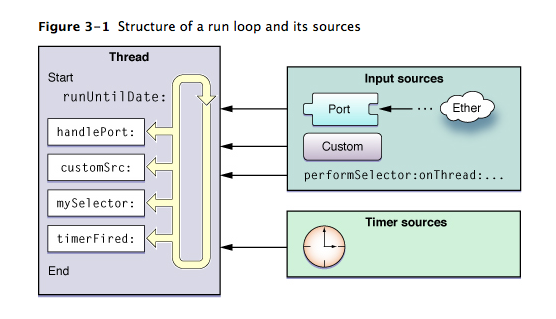 Figure 3-1 Structure of a run loop and its sources
Thread
Start
runUntilDate:
handlePort:
customSrc:
mySelector:
timerFired:
End
Input sources
Port
...
Ether
Custom
performSelector:onThread:...
Timer sources